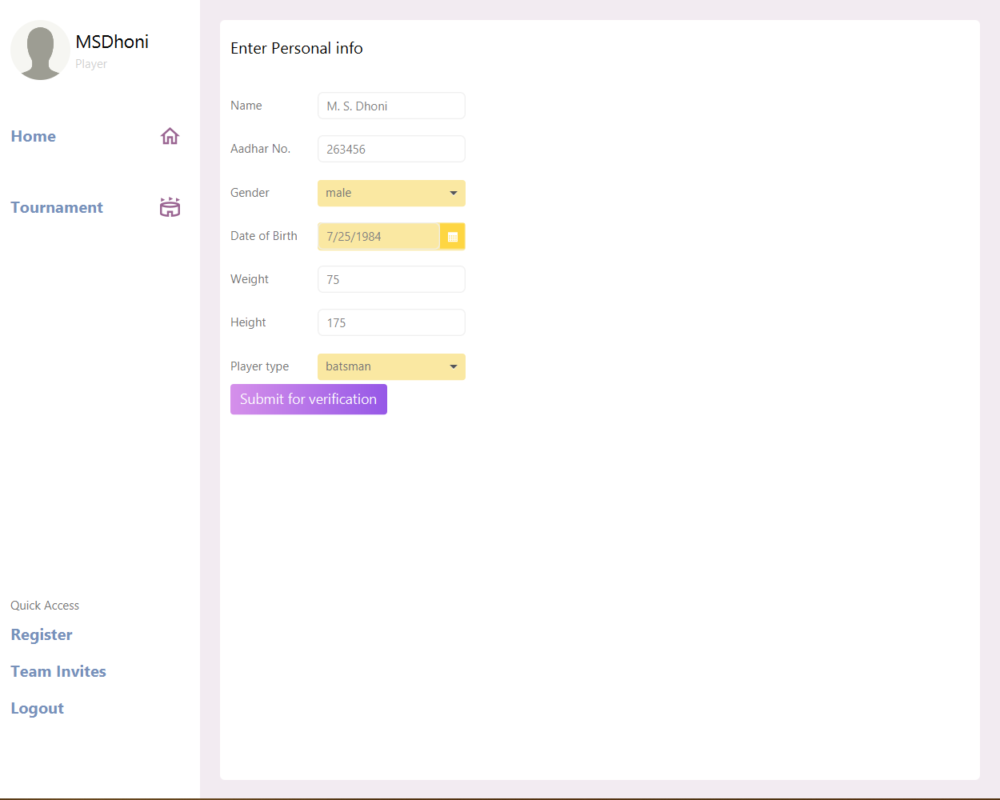 MSDhoni
Player
Home
Tournament
Quick Access
Register
Team Invites
Logout
Enter Personal info
Name M. S. Dhoni
Aadhar No. 263456
Gender male
Date of Birth 7/25/1984
Weight 75
Height 175
Player type batsman
Submit for verification